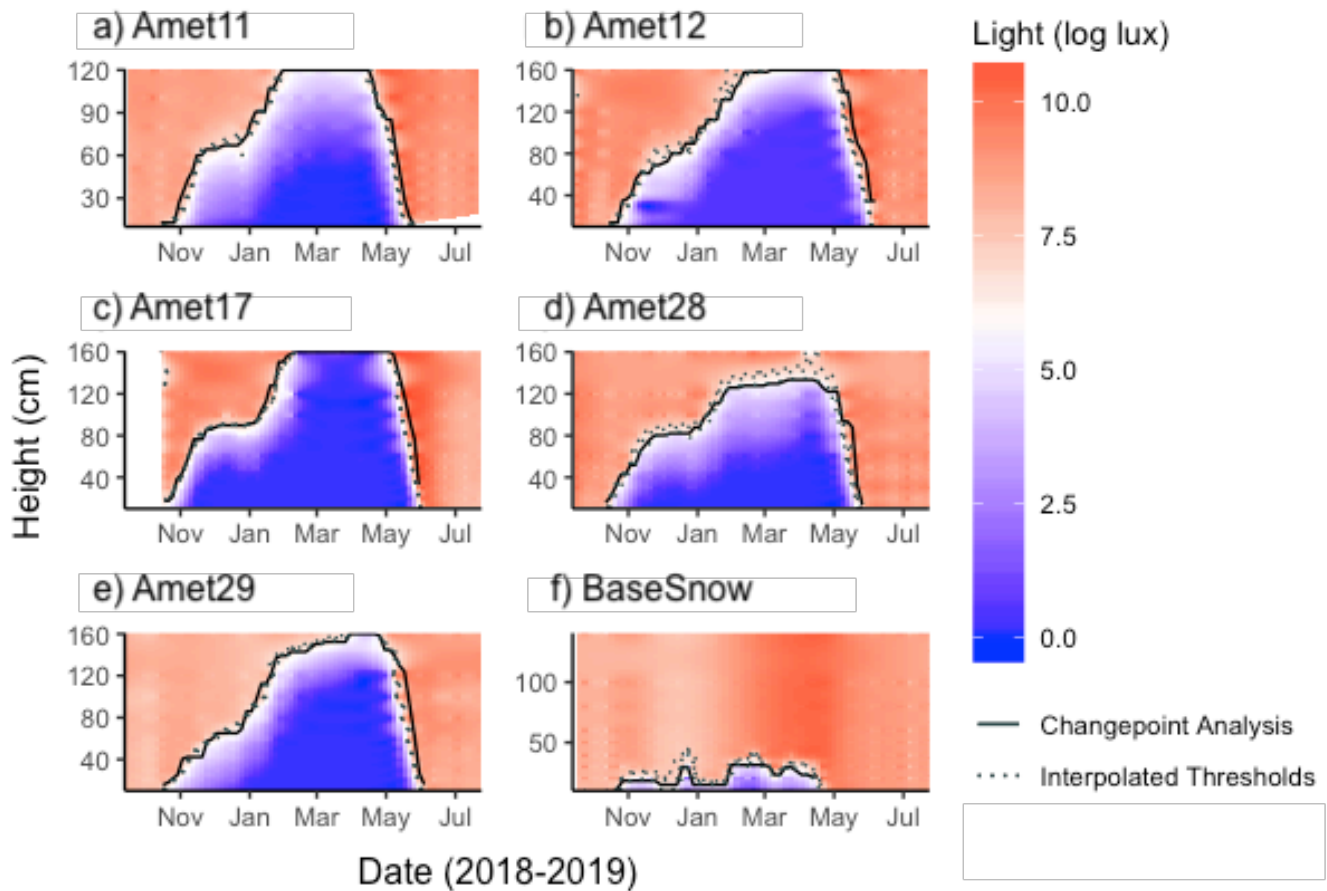 a) Amet11
b) Amet12
Light (log lux)
120
90
60
30
Nov Jan Mar May Jul
160
120
80
40
Nov Jan Mar May Jul
10.0
7.5
5.0
2.5
0.0
c) Amet17
d) Amet28
Height (cm)
160
120
80
40
Nov Jan Mar May Jul
160
120
80
40
Nov Jan Mar May Jul
e) Amet29
f) BaseSnow
160
120
80
40
Nov Jan Mar May Jul
100
50
Nov Jan Mar May Jul
Changepoint Analysis
Interpolated Thresholds
Date (2018-2019)